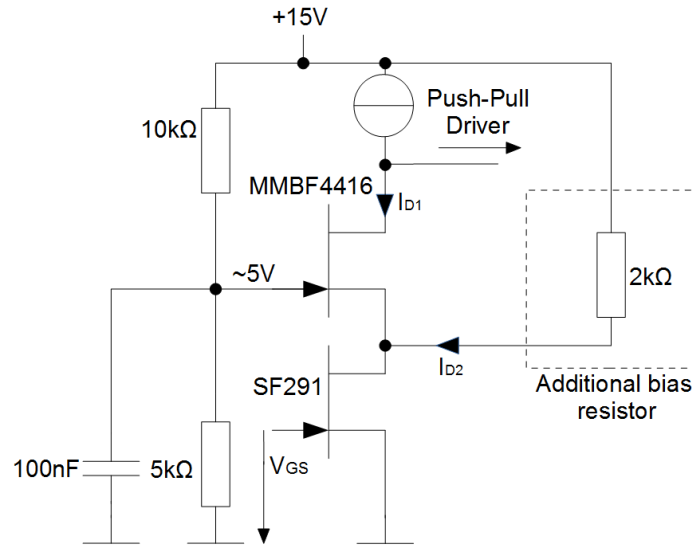 +15V
Push-Pull
Driver
10kΩ
MMBF4416
ID1
~5V
2kΩ
ID2
SF291
Additional bias
resistor
VGS
100nF
5kΩ